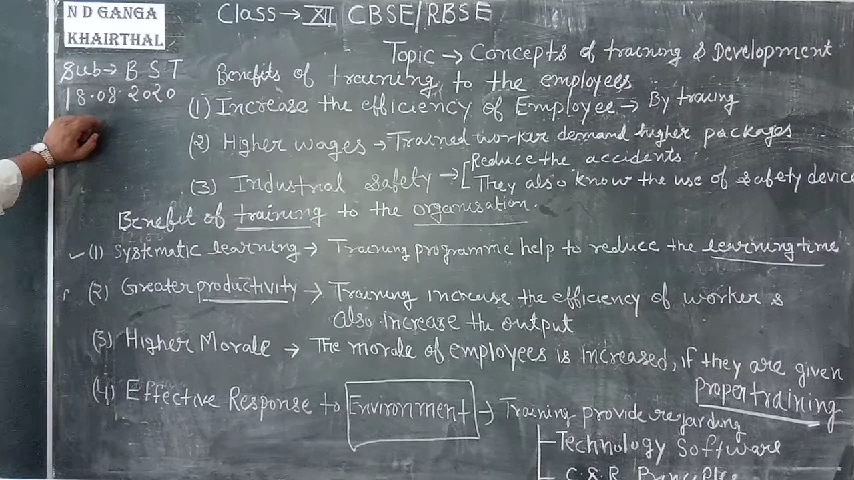 N D GANGA
KHAIRTHAL
Class → XII CBSE/RBSE
Sub → B S T
18.08.2020
Topic → Concepts of training & Development
Benefits of training to the employees
(1) Increase the efficiency of Employee → By tracing
(2) Higher wages → Trained worker demand higher packages
(3) Industrial Safety → Reduce the accidents.
They also know the use of safety device
Benefit of training to the organisation.
(1) Systematic learning → Training programme help to reduce the learning time
(2) Greater productivity → Training increase the efficiency of worker &
also increase the output
(3) Higher Morale → The morale of employees is increased, if they are given
Proper training
(4) Effective Response to Environment → Training provide regarding
Technology Software
C.S.R Principles